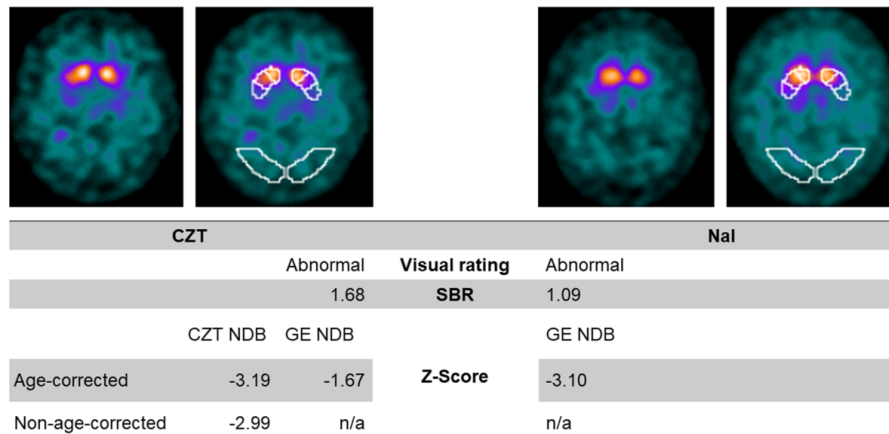 CZT NaI
Abnormal Visual rating Abnormal
1.68 SBR 1.09
CZT NDB GE NDB GE NDB
Z-Score
Age-corrected -3.19 -1.67 -3.10
Non-age-corrected -2.99 n/a n/a